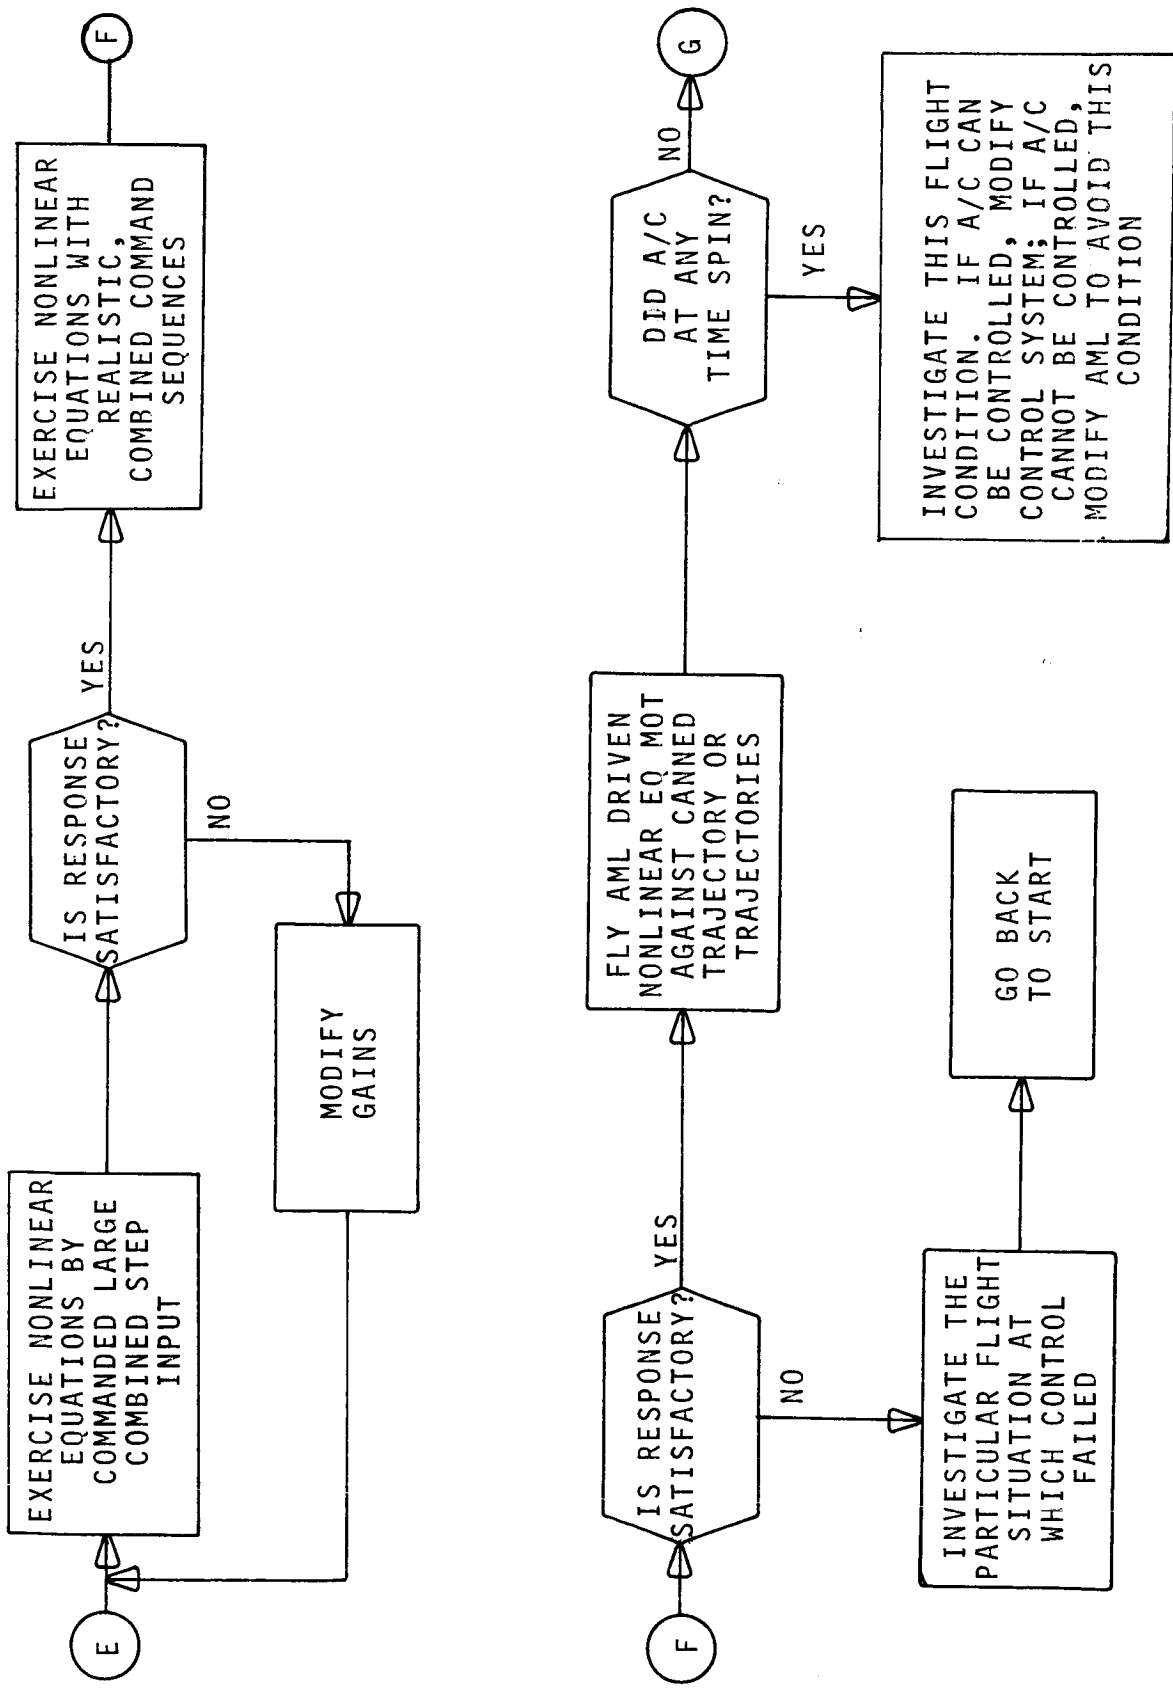 E
EXERCISE NONLINEAR
EQUATIONS BY
COMMANDED LARGE
COMBINED STEP
INPUT
IS RESPONSE
SATISFACTORY?
YES
NO
MODIFY
GAINS
EXERCISE NONLINEAR
EQUATIONS WITH
REALISTIC,
COMBINED COMMAND
SEQUENCES
F
F
IS RESPONSE
SATISFACTORY?
YES
NO
INVESTIGATE THE
PARTICULAR FLIGHT
SITUATION AT
WHICH CONTROL
FAILED
GO BACK
TO START
FLY AML DRIVEN
NONLINEAR EQ MOT
AGAINST CANNED
TRAJECTORY OR
TRAJECTORIES
DID A/C
AT ANY
TIME SPIN?
NO
YES
G
INVESTIGATE THIS FLIGHT
CONDITION. IF A/C CAN
BE CONTROLLED, MODIFY
CONTROL SYSTEM; IF A/C
CANNOT BE CONTROLLED,
MODIFY AML TO AVOID THIS
CONDITION